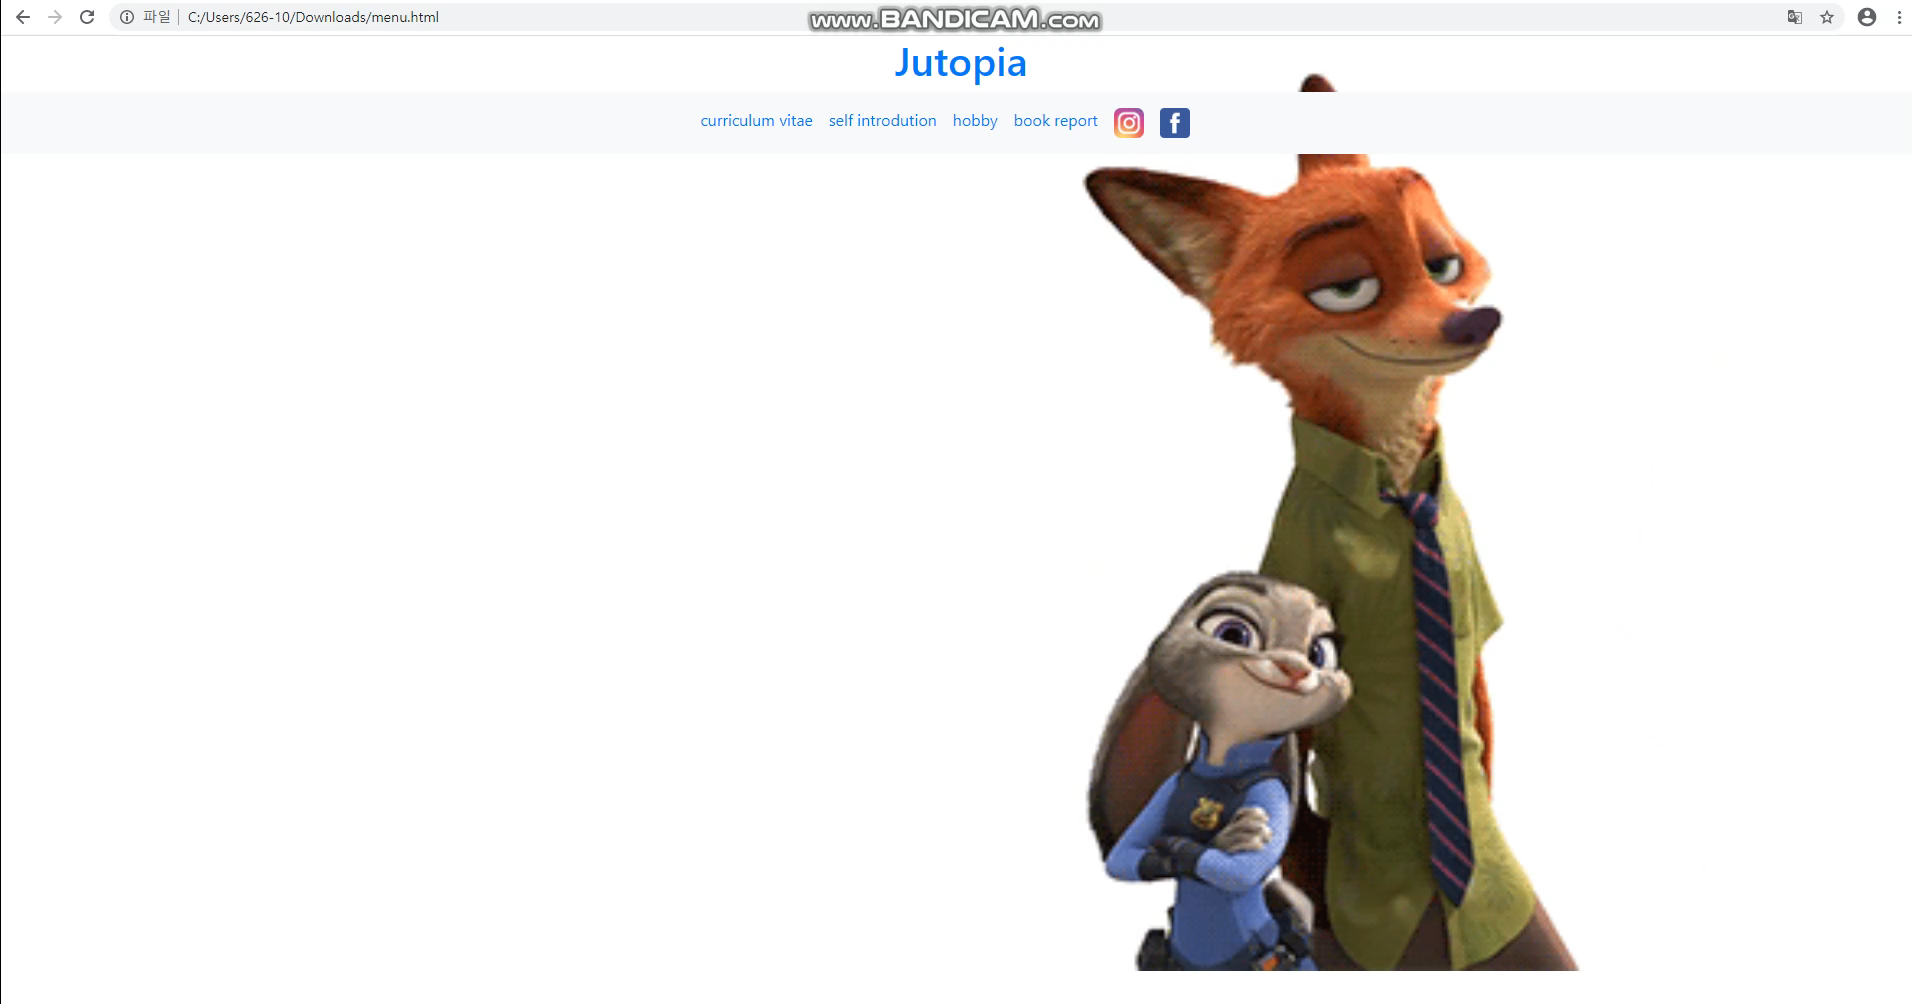 파일 C:/Users/626-10/Downloads/menu.html
www.BANDICAM.com
Jutopia
curriculum vitae self introdution hobby book report